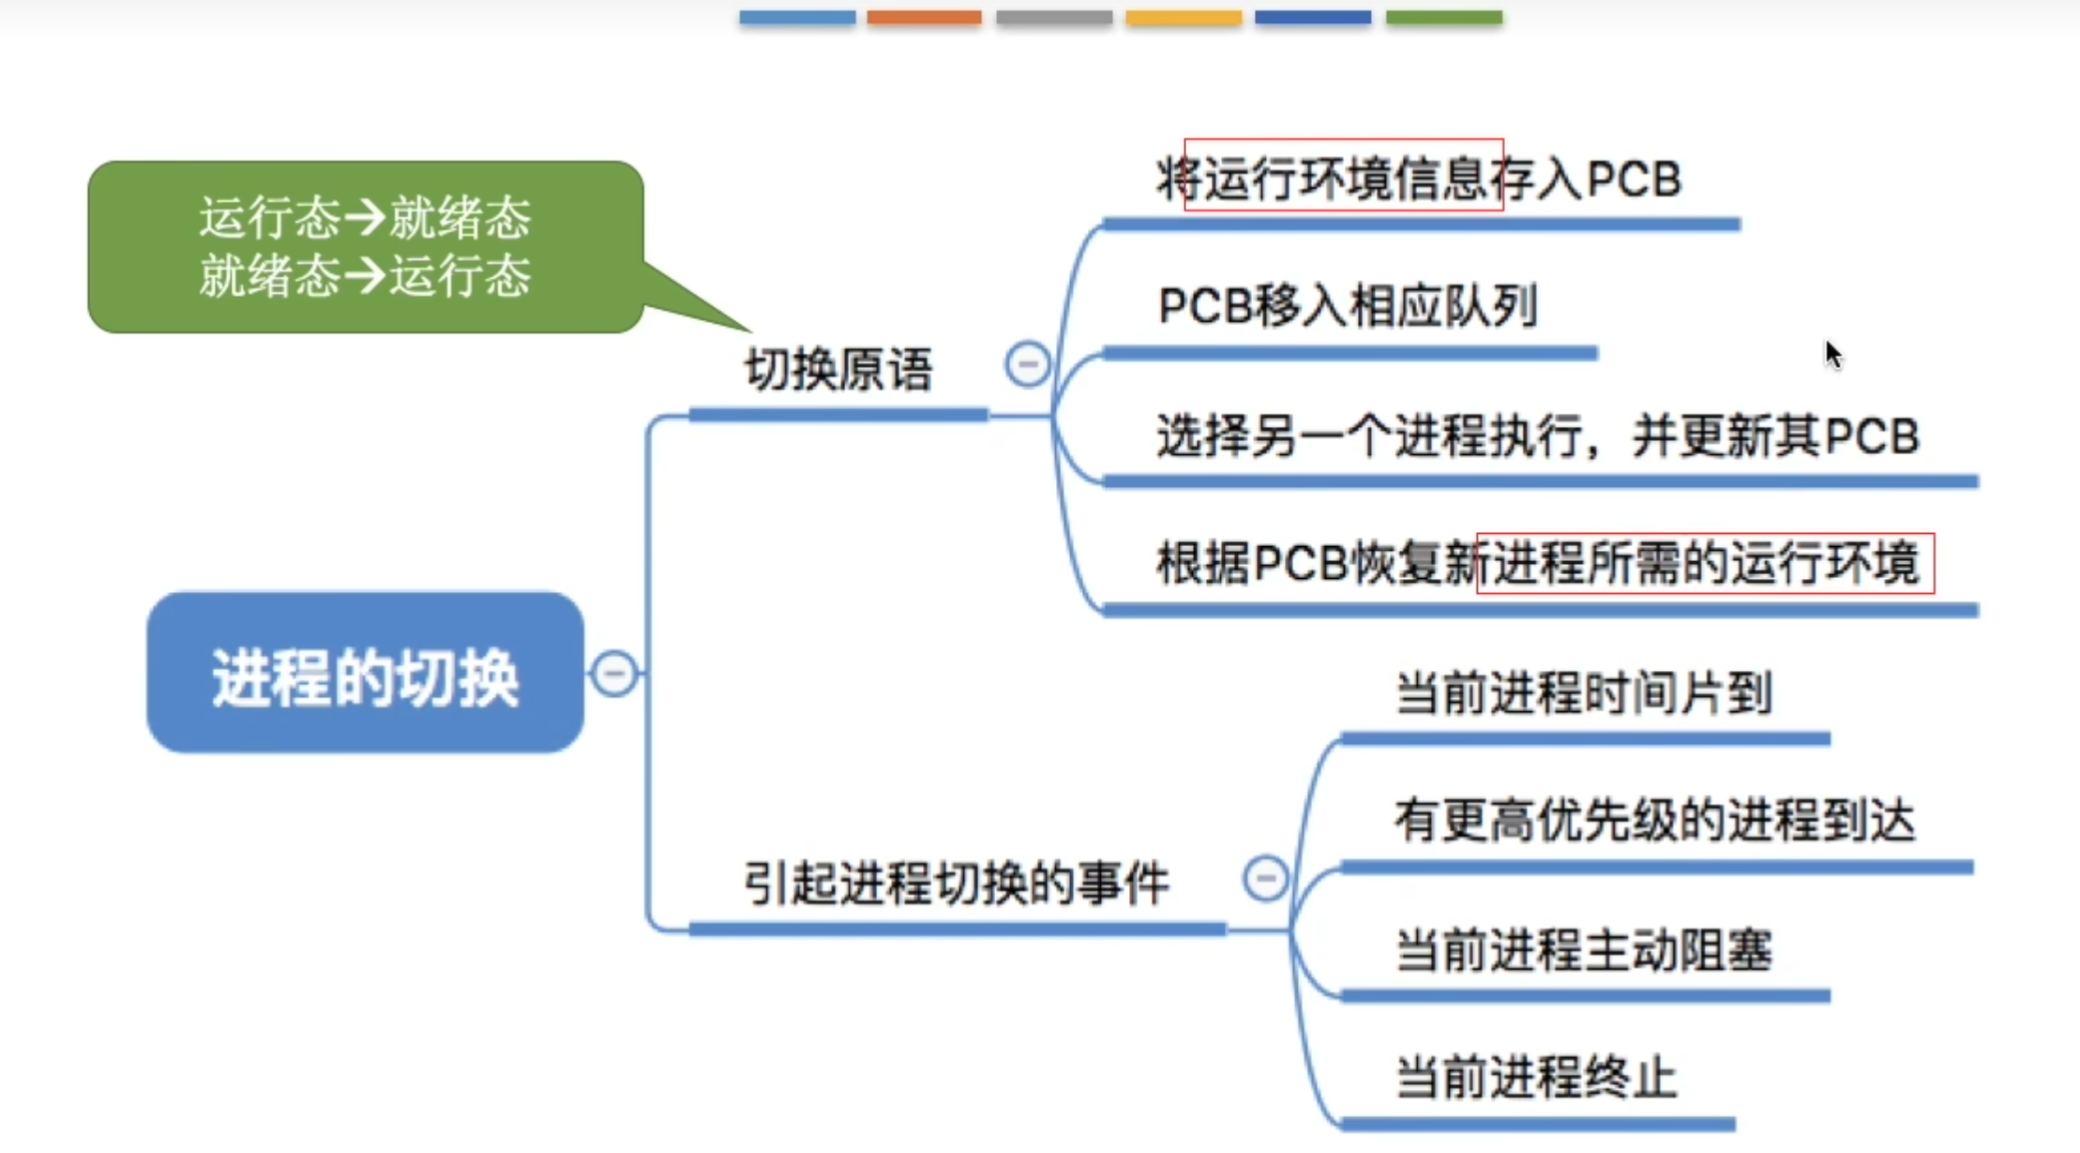 运行态→就绪态
就绪态→运行态
将运行环境信息存入PCB
PCB移入相应队列
切换原语
选择另一个进程执行，并更新其PCB
根据PCB恢复新进程所需的运行环境
进程的切换
当前进程时间片到
有更高优先级的进程到达
引起进程切换的事件
当前进程主动阻塞
当前进程终止